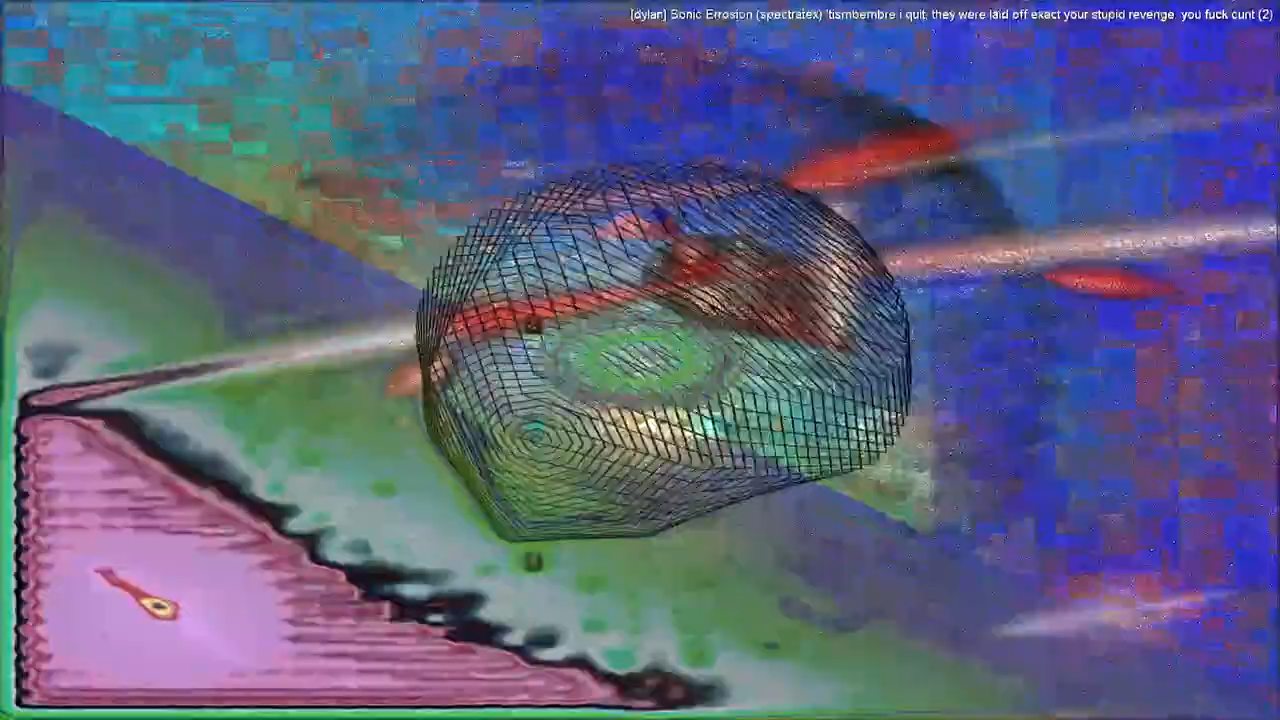 [dylan] Sonic Errosion (spectratex) 'tismbembre i quit; they were laid off exact your stupid revenge  you fuck cunt (2)